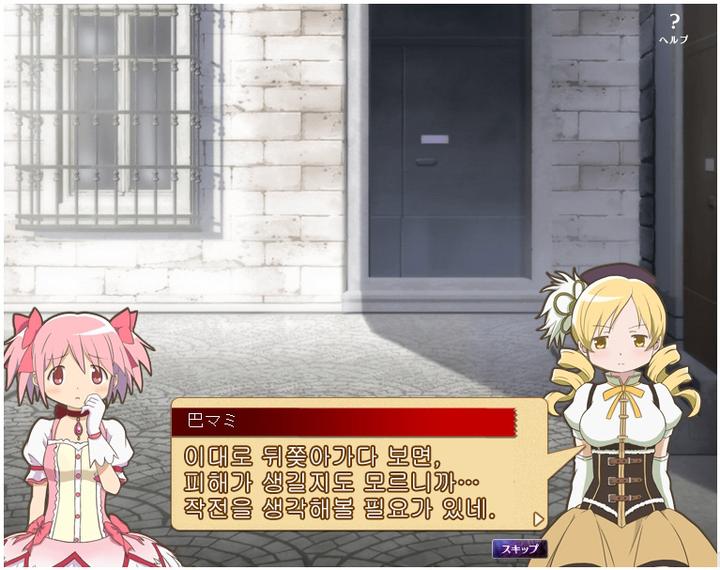 ?
ヘルプ
巴マミ
이대로 뒤쫓아가다 보면,
피해가 생길지도 모르니까…
작전을 생각해볼 필요가 있네.
スキップ